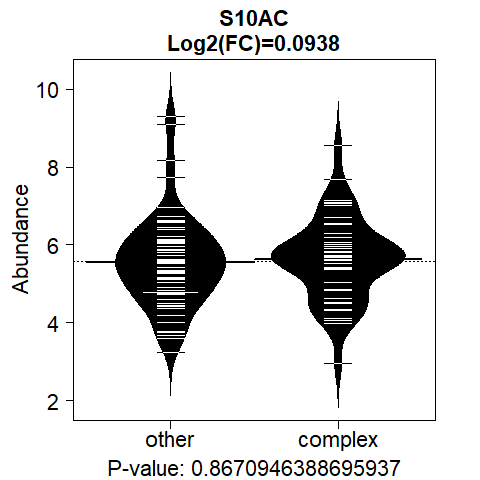 S10AC
Log2(FC)=0.0938
Abundance
10
8
6
4
2
other
complex
P-value: 0.8670946388695937